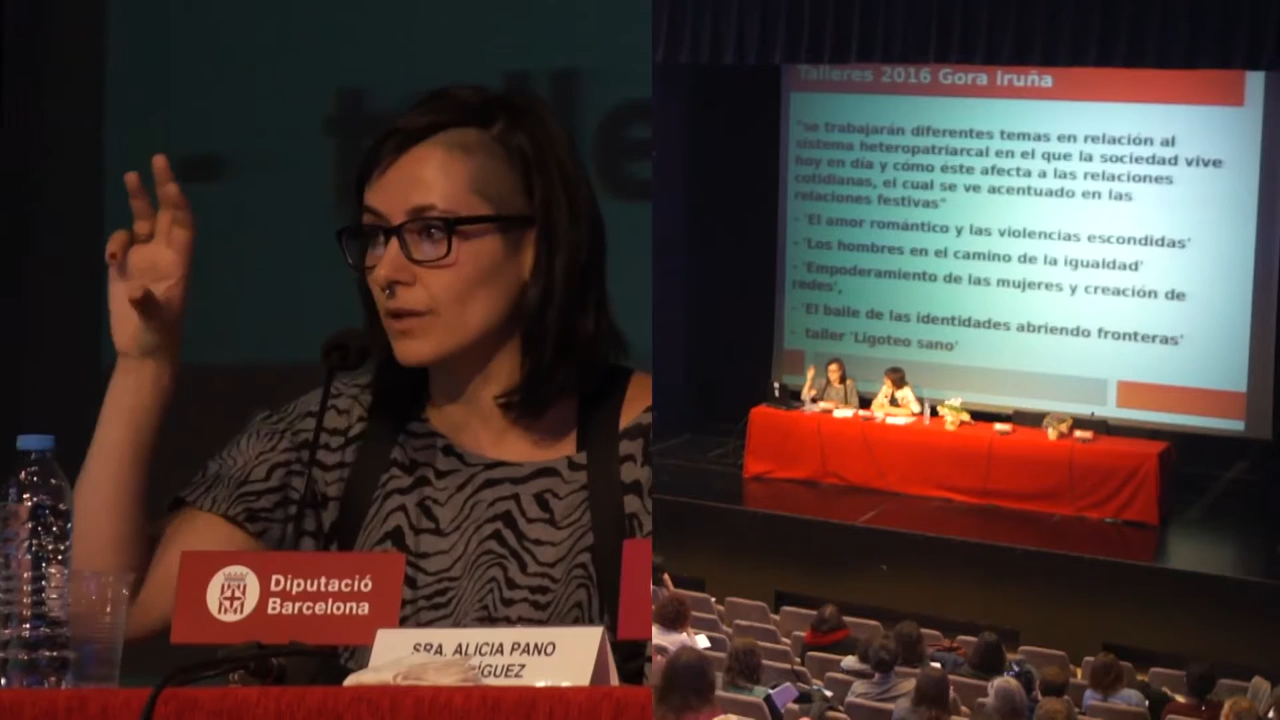 Diputació
Barcelona
SRA. ALICIA PANO
ÍGUEZ
Talleres 2016 Gora Iruña
"se trabajarán diferentes temas en relación al
sistema heteropatriarcal en el que la sociedad vive
hoy en día y cómo éste afecta a las relaciones
cotidianas, el cual se ve acentuado en las
relaciones festivas"
- 'El amor romántico y las violencias escondidas'
- 'Los hombres en el camino de la igualdad'
- 'Empoderamiento de las mujeres y creación de
redes',
- 'El baile de las identidades abriendo fronteras'
- taller 'Ligoteo sano'